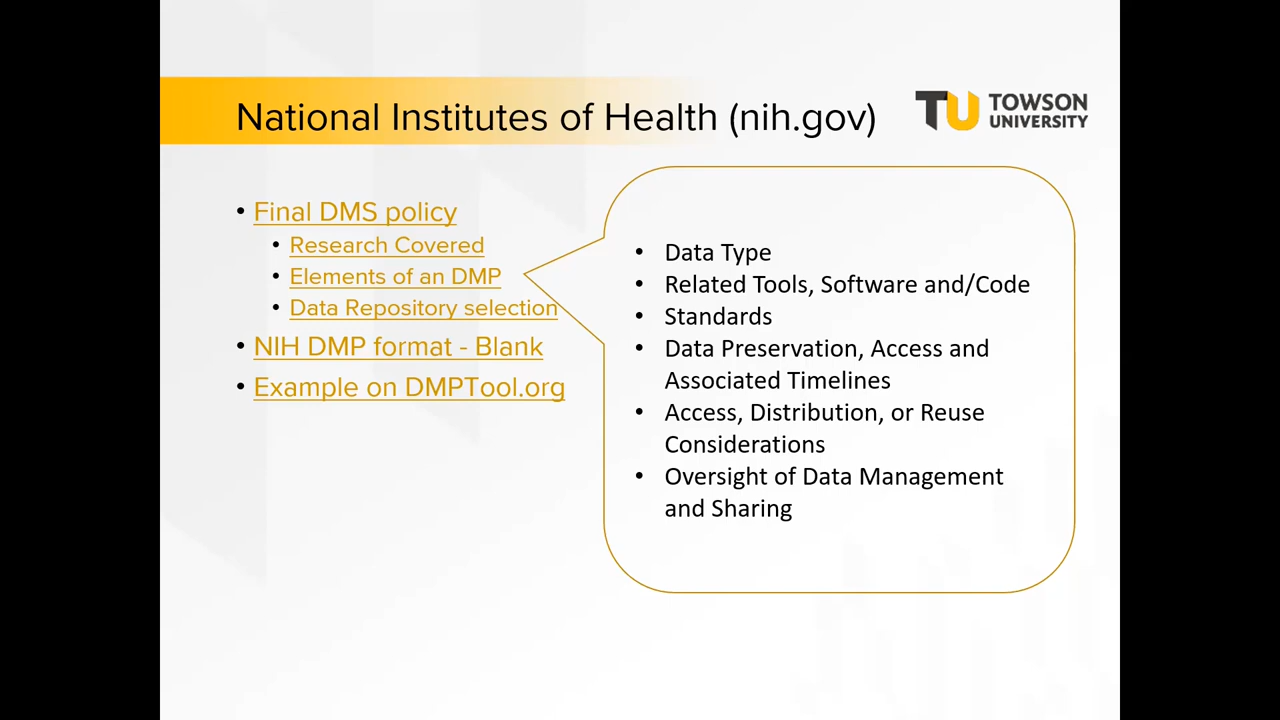 National Institutes of Health (nih.gov)
TU TOWSON
UNIVERSITY
• Final DMS policy
• Research Covered
• Elements of an DMP
• Data Repository selection
• NIH DMP format - Blank
• Example on DMPTool.org
• Data Type
• Related Tools, Software and/Code
• Standards
• Data Preservation, Access and
Associated Timelines
• Access, Distribution, or Reuse
Considerations
• Oversight of Data Management
and Sharing